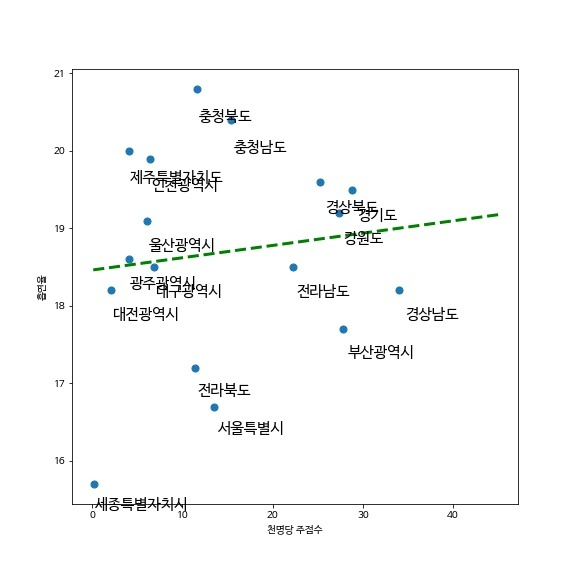 21
충청북도
충청남도
20
제주특별자치도
인천광역시
경상북도
경기도
19
강원도
울산광역시
광주광역시
대구광역시
전라남도
흡연율
18
대전광역시
경상남도
부산광역시
17
전라북도
서울특별시
16
세종특별자치시
0
10
20
30
40
천명당 주점수